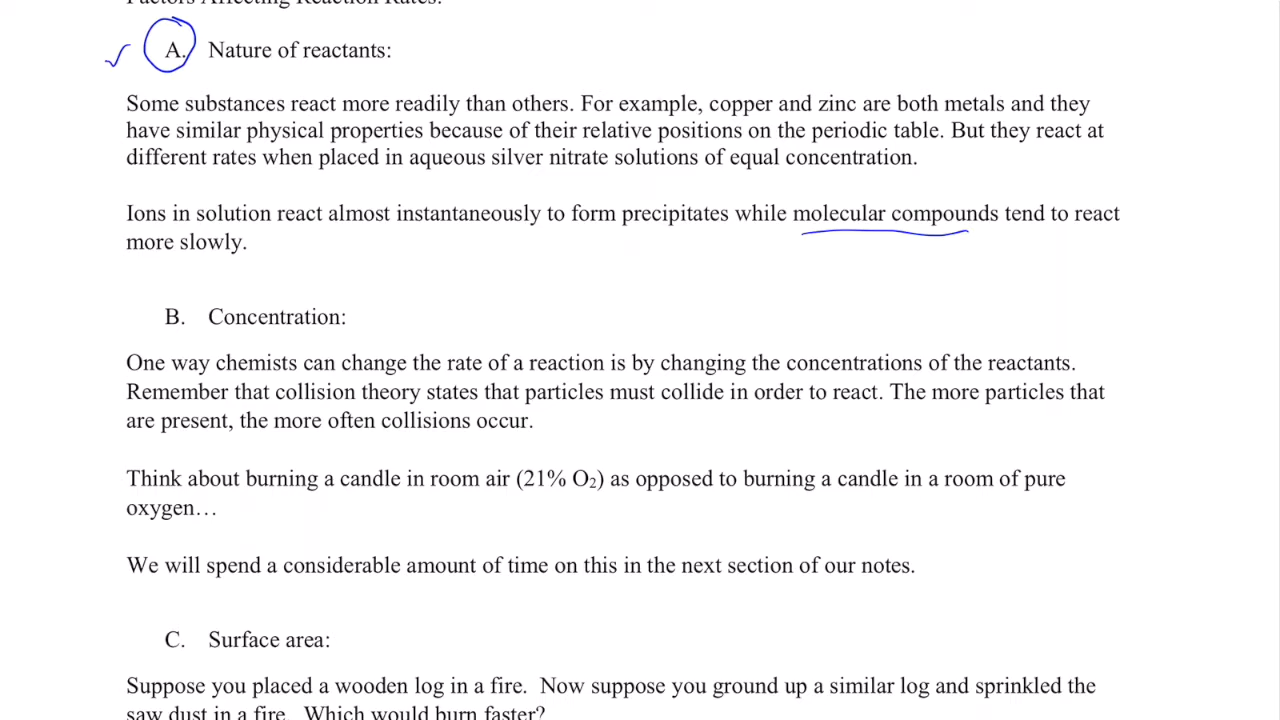 Factors Affecting Reaction Rates:
A. Nature of reactants:
Some substances react more readily than others. For example, copper and zinc are both metals and they
have similar physical properties because of their relative positions on the periodic table. But they react at
different rates when placed in aqueous silver nitrate solutions of equal concentration.
Ions in solution react almost instantaneously to form precipitates while molecular compounds tend to react
more slowly.
B. Concentration:
One way chemists can change the rate of a reaction is by changing the concentrations of the reactants.
Remember that collision theory states that particles must collide in order to react. The more particles that
are present, the more often collisions occur.
Think about burning a candle in room air (21% O₂) as opposed to burning a candle in a room of pure
oxygen…
We will spend a considerable amount of time on this in the next section of our notes.
C. Surface area:
Suppose you placed a wooden log in a fire.  Now suppose you ground up a similar log and sprinkled the
saw dust in a fire.  Which would burn faster?